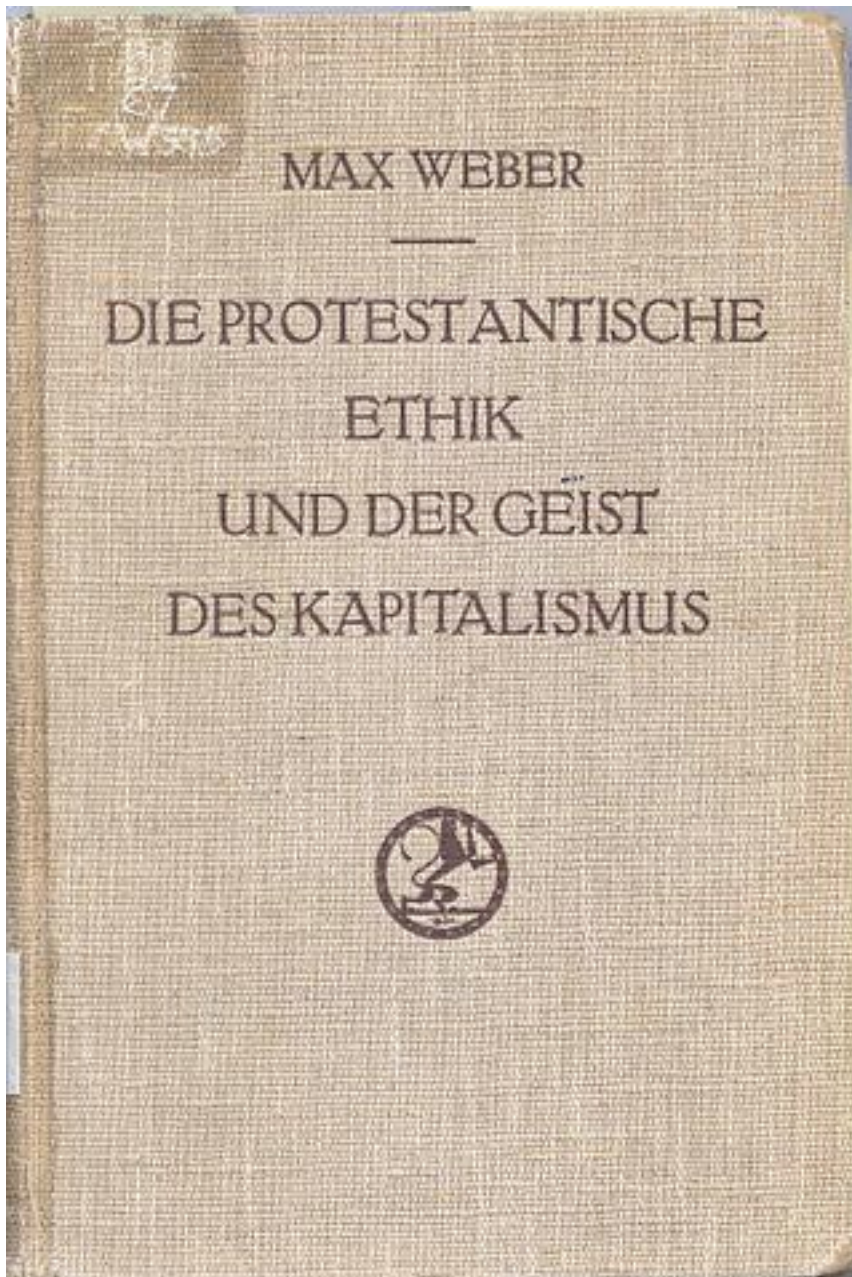 MAX WEBER
DIE PROTESTANTISCHE
ETHIK
UND DER GEIST
DES KAPITALISMUS